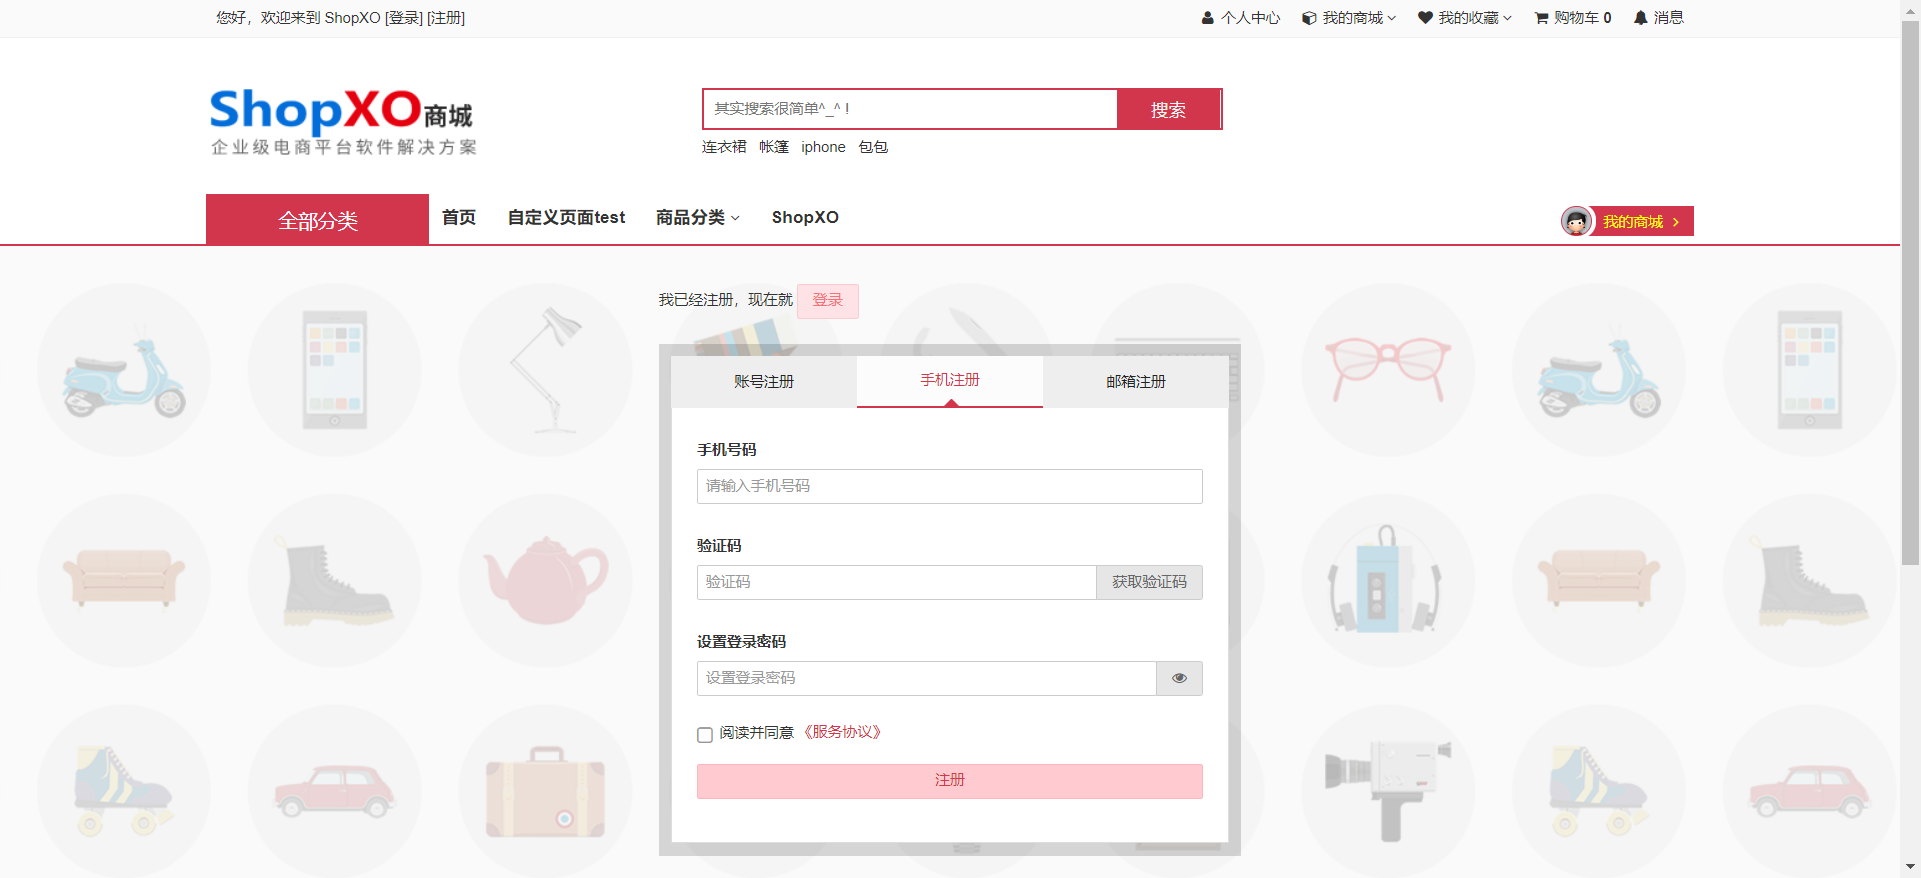 您好，欢迎来到 ShopXO [登录] [注册]
个人中心 我的商城 我的收藏 购物车 0 消息
ShopXO商城
企业级电商平台软件解决方案
其实搜索很简单^_^ !
搜索
连衣裙 帐篷 iphone 包包
全部分类 首页 自定义页面test 商品分类 ShopXO
我的商城
我已经注册，现在就 登录
账号注册 手机注册 邮箱注册
手机号码
请输入手机号码
验证码
验证码 获取验证码
设置登录密码
设置登录密码
阅读并同意 《服务协议》
注册